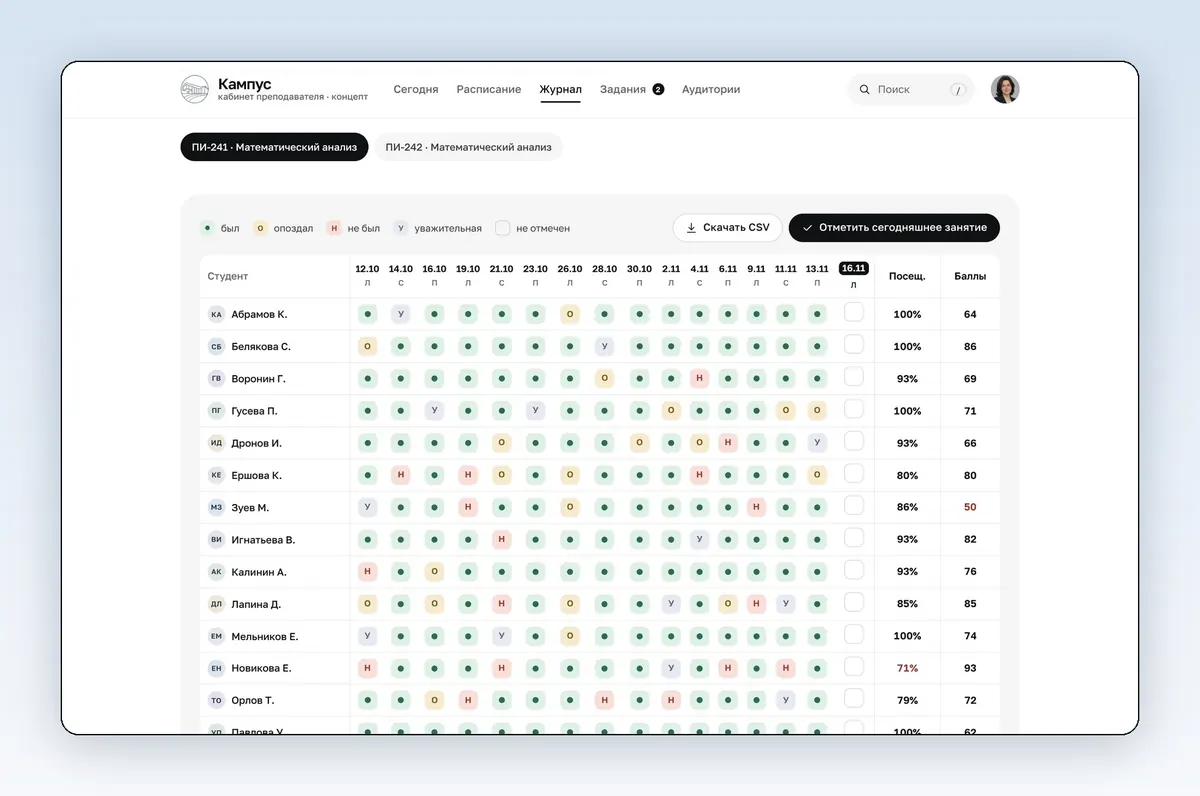 Кампус
кабинет преподавателя · концепт
Сегодня Расписание Журнал Задания 2 Аудитории
Поиск /
ПИ-241 · Математический анализ ПИ-242 · Математический анализ
был О опоздал Н не был У уважительная не отмечен
Скачать CSV Отметить сегодняшнее занятие
Студент 12.10 14.10 16.10 19.10 21.10 23.10 26.10 28.10 30.10 2.11 4.11 6.11 9.11 11.11 13.11 16.11 Посещ. Баллы
Л С П Л С П Л С П Л С П Л С П Л
КА Абрамов К. У О 100% 64
СБ Белякова С. О У 100% 86
ГВ Воронин Г. О Н 93% 69
ПГ Гусева П. У У О О О 100% 71
ИД Дронов И. О О О Н У 93% 66
КЕ Ершова К. Н Н О О Н О 80% 80
МЗ Зуев М. У Н О Н 86% 50
ВИ Игнатьева В. Н У 93% 82
АК Калинин А. Н О 93% 76
ДЛ Лапина Д. О О Н О У О Н У 85% 85
ЕМ Мельников Е. У У О 100% 74
ЕН Новикова Е. Н Н У Н Н 71% 93
ТО Орлов Т. О Н Н Н У 79% 72
УП Павлова У. 100% 62